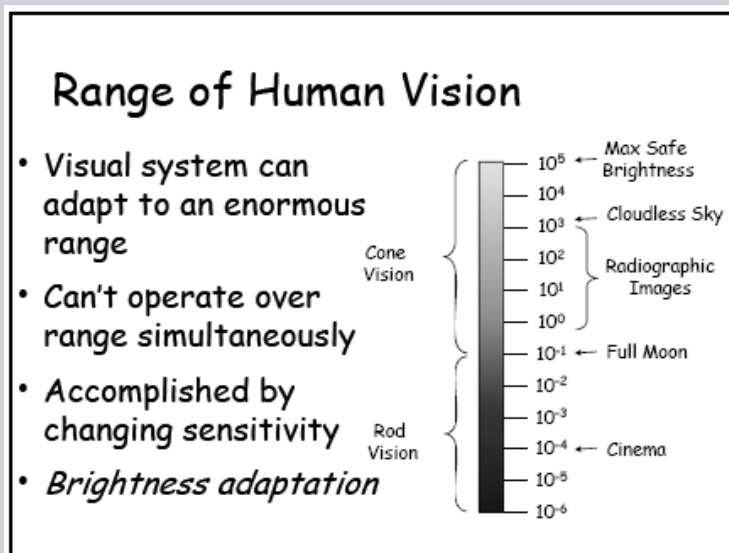 Range of Human Vision
• Visual system can
adapt to an enormous
range
• Can't operate over
range simultaneously
• Accomplished by
changing sensitivity
• Brightness adaptation
Cone
Vision
Rod
Vision
10⁵
10⁴
10³
10²
10¹
10⁰
10⁻¹
10⁻²
10⁻³
10⁻⁴
10⁻⁵
10⁻⁶
Max Safe
Brightness
Cloudless Sky
Radiographic
Images
Full Moon
Cinema